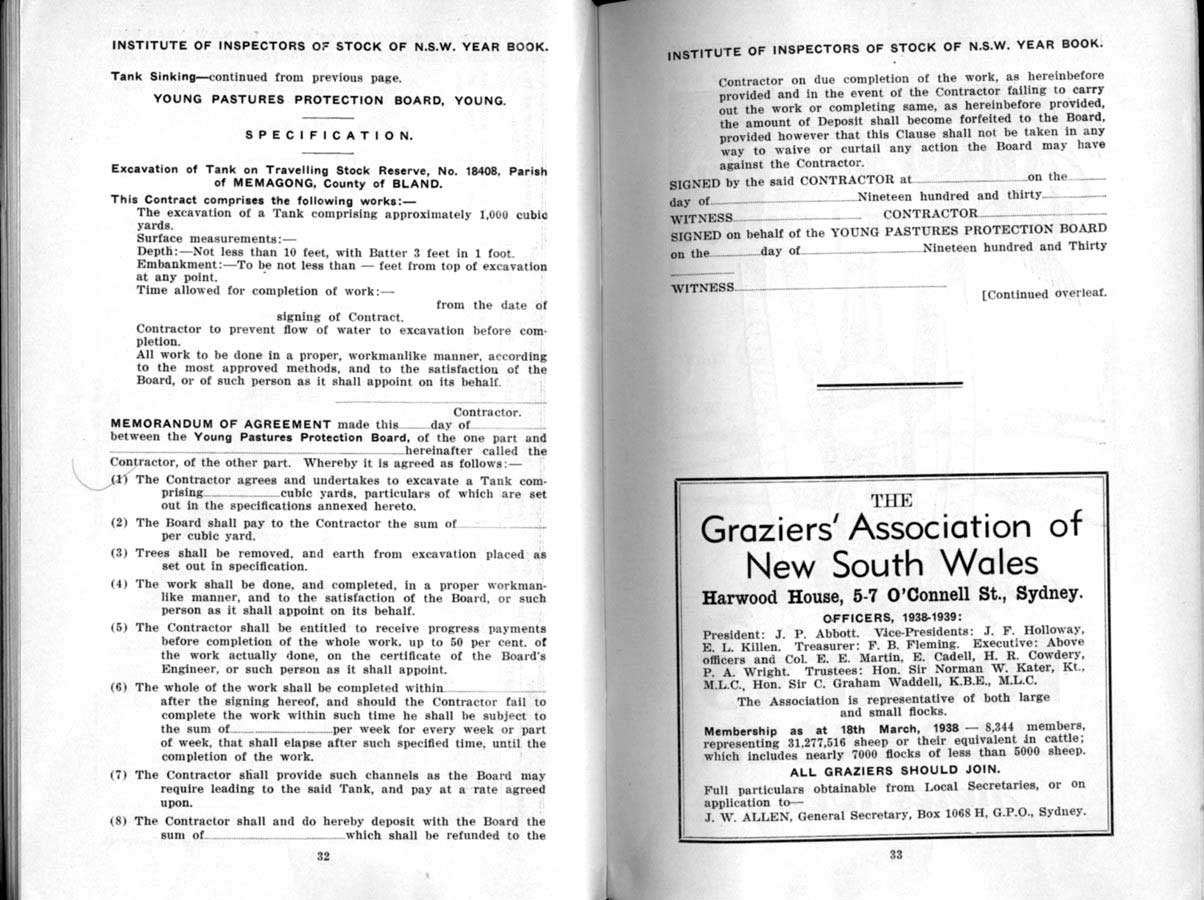 INSTITUTE OF INSPECTORS OF STOCK OF N.S.W. YEAR BOOK.
Tank Sinking—continued from previous page.
YOUNG PASTURES PROTECTION BOARD, YOUNG.
SPECIFICATION.
Excavation of Tank on Travelling Stock Reserve, No. 18408, Parish
of MEMAGONG, County of BLAND.
This Contract comprises the following works:—
The excavation of a Tank comprising approximately 1,000 cubic
yards.
Surface measurements:—
Depth:—Not less than 10 feet, with Batter 3 feet in 1 foot.
Embankment:—To be not less than — feet from top of excavation
at any point.
Time allowed for completion of work:—
from the date of
signing of Contract.
Contractor to prevent flow of water to excavation before com-
pletion.
All work to be done in a proper, workmanlike manner, according
to the most approved methods, and to the satisfaction of the
Board, or of such person as it shall appoint on its behalf.
Contractor.
MEMORANDUM OF AGREEMENT made this____day of____
between the Young Pastures Protection Board, of the one part and
____hereinafter called the
Contractor, of the other part. Whereby it is agreed as follows:—
(1) The Contractor agrees and undertakes to excavate a Tank com-
prising____cubic yards, particulars of which are set
out in the specifications annexed hereto.
(2) The Board shall pay to the Contractor the sum of____
per cubic yard.
(3) Trees shall be removed, and earth from excavation placed as
set out in specification.
(4) The work shall be done, and completed, in a proper workman-
like manner, and to the satisfaction of the Board, or such
person as it shall appoint on its behalf.
(5) The Contractor shall be entitled to receive progress payments
before completion of the whole work, up to 50 per cent. of
the work actually done, on the certificate of the Board's
Engineer, or such person as it shall appoint.
(6) The whole of the work shall be completed within____
after the signing hereof, and should the Contractor fail to
complete the work within such time he shall be subject to
the sum of____per week for every week or part
of week, that shall elapse after such specified time, until the
completion of the work.
(7) The Contractor shall provide such channels as the Board may
require leading to the said Tank, and pay at a rate agreed
upon.
(8) The Contractor shall and do hereby deposit with the Board the
sum of____which shall be refunded to the
32
INSTITUTE OF INSPECTORS OF STOCK OF N.S.W. YEAR BOOK.
Contractor on due completion of the work, as hereinbefore
provided and in the event of the Contractor failing to carry
out the work or completing same, as hereinbefore provided,
the amount of Deposit shall become forfeited to the Board,
provided however that this Clause shall not be taken in any
way to waive or curtail any action the Board may have
against the Contractor.
SIGNED by the said CONTRACTOR at____on the____
day of____Nineteen hundred and thirty____
WITNESS____ CONTRACTOR____
SIGNED on behalf of the YOUNG PASTURES PROTECTION BOARD
on the____day of____Nineteen hundred and Thirty
____
WITNESS____
[Continued overleaf.
THE
Graziers' Association of
New South Wales
Harwood House, 5-7 O'Connell St., Sydney.
OFFICERS, 1938-1939:
President: J. P. Abbott. Vice-Presidents: J. F. Holloway,
E. L. Killen. Treasurer: F. B. Fleming. Executive: Above
officers and Col. E. E. Martin, E. Cadell, H. R. Cowdery,
P. A. Wright. Trustees: Hon. Sir Norman W. Kater, Kt.,
M.L.C., Hon. Sir C. Graham Waddell, K.B.E., M.L.C.
The Association is representative of both large
and small flocks.
Membership as at 18th March, 1938 — 8,344 members,
representing 31,277,516 sheep or their equivalent in cattle;
which includes nearly 7000 flocks of less than 5000 sheep.
ALL GRAZIERS SHOULD JOIN.
Full particulars obtainable from Local Secretaries, or on
application to—
J. W. ALLEN, General Secretary, Box 1068 H, G.P.O., Sydney.
33